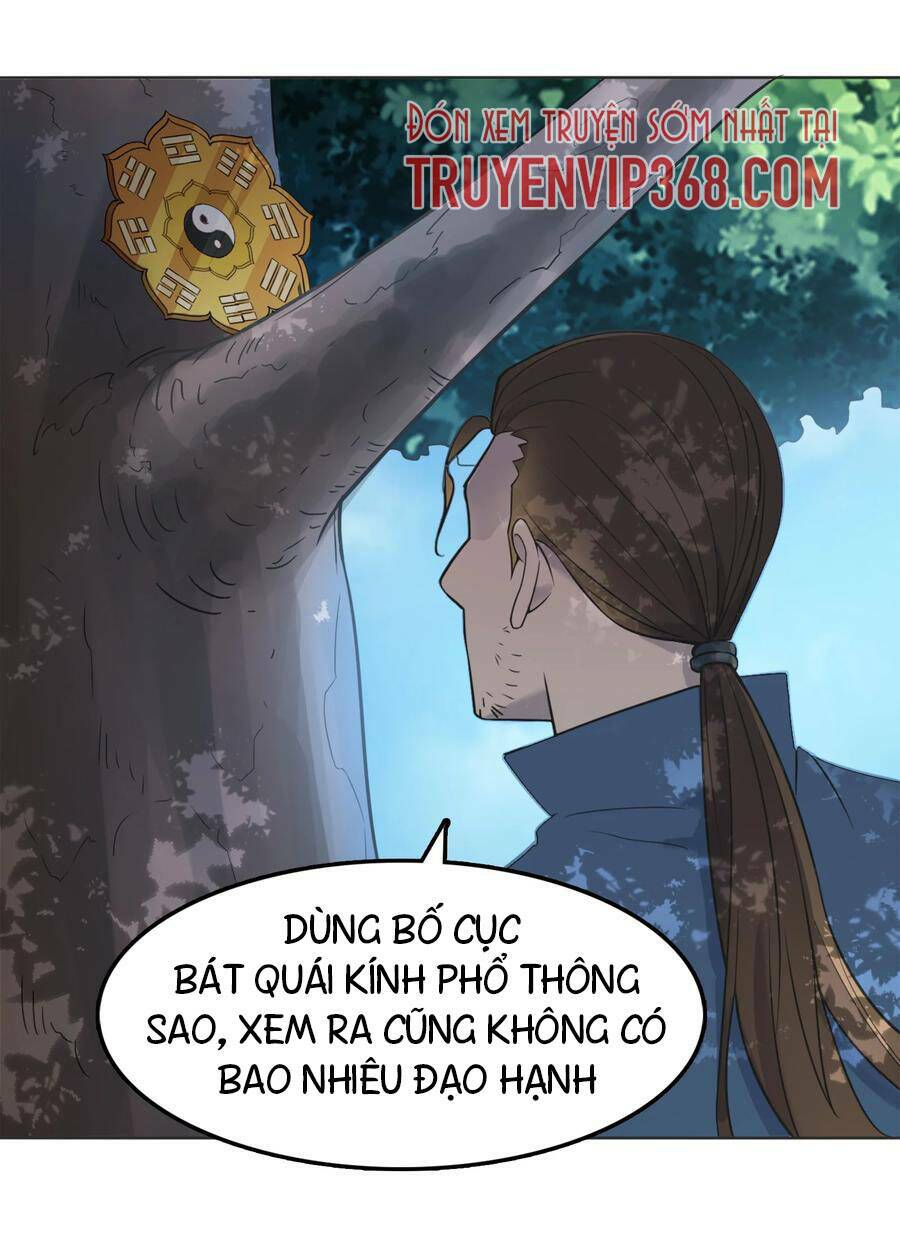 ĐÓN XEM TRUYỆN SỚM NHẤT TẠI
TRUYENVIP368.COM
DÙNG BỐ CỤC
BÁT QUÁI KÍNH PHỔ THÔNG
SAO, XEM RA CŨNG KHÔNG CÓ
BAO NHIÊU ĐẠO HẠNH